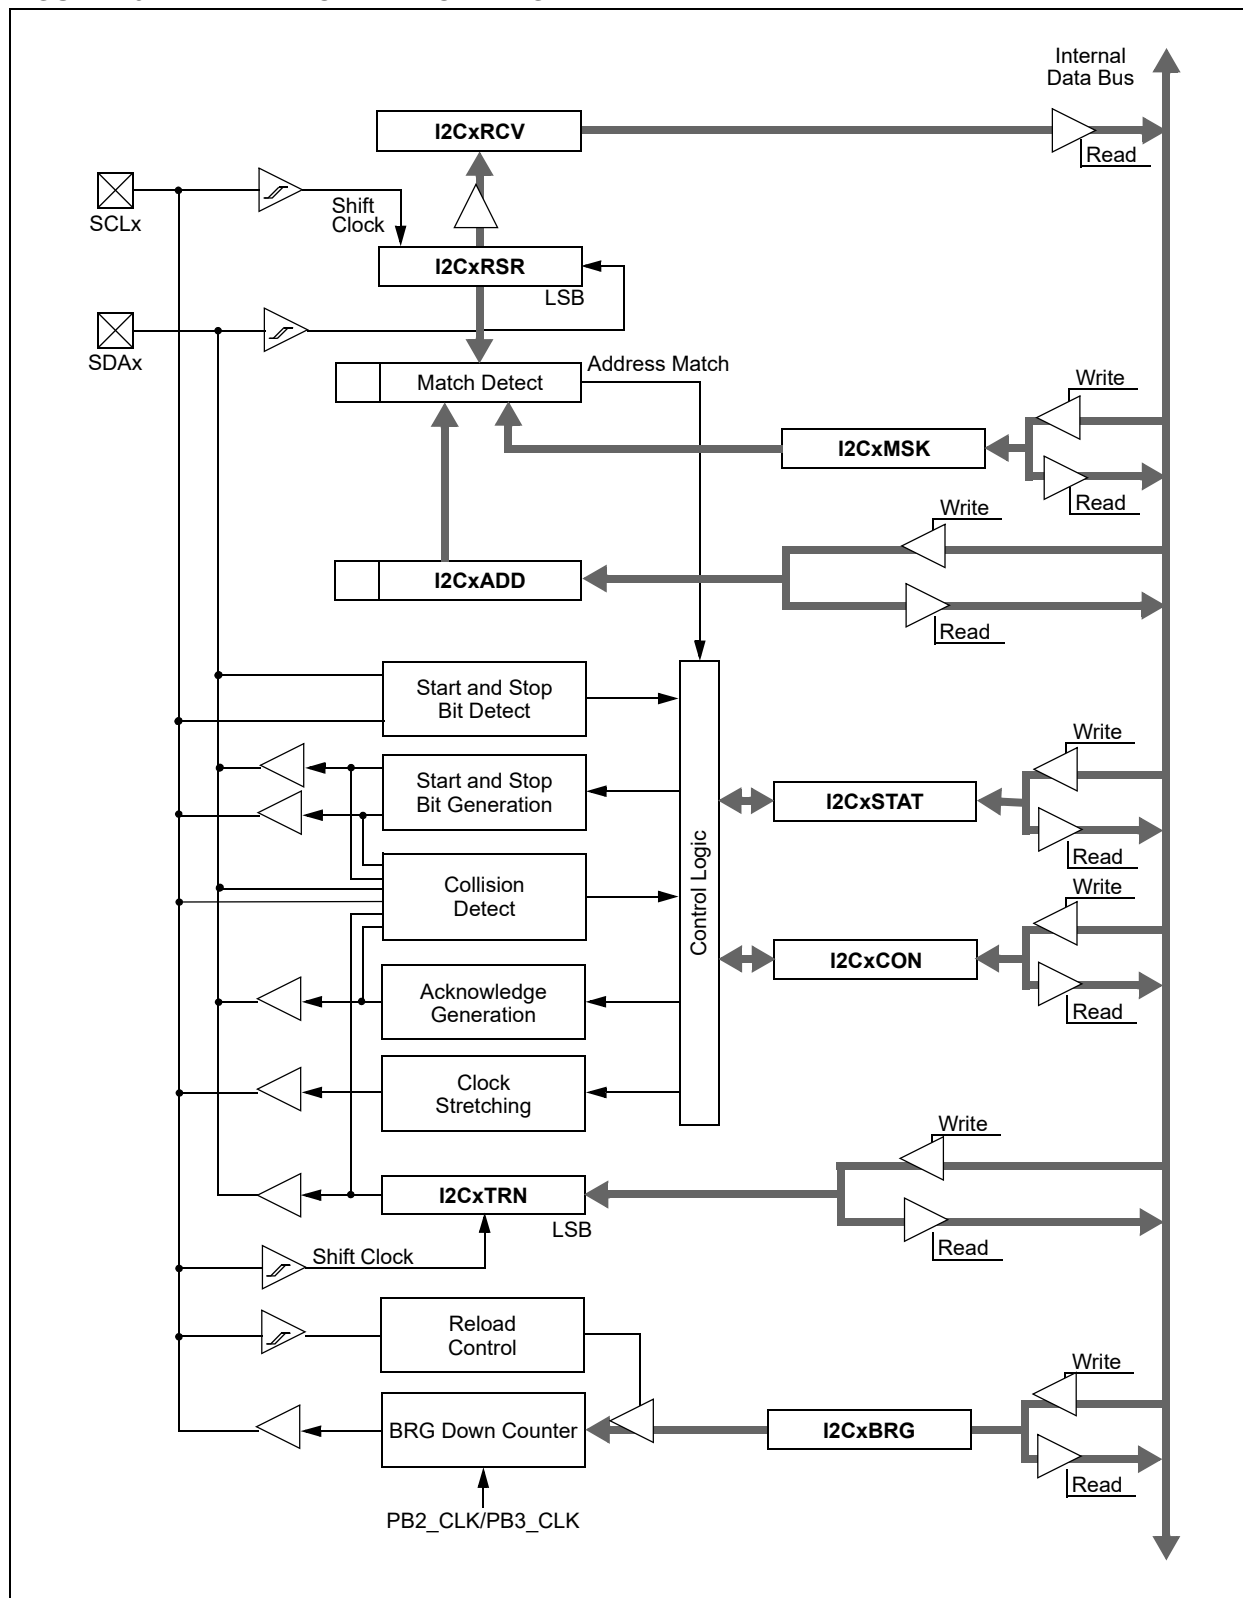 Internal
Data Bus
I2CxRCV
Read
SCLx
Shift
Clock
I2CxRSR
LSB
SDAx
Address Match
Match Detect
Write
I2CxMSK
Read
Write
I2CxADD
Read
Start and Stop
Bit Detect
Write
Start and Stop
Bit Generation
I2CxSTAT
Read
Control Logic
Collision
Detect
Write
I2CxCON
Acknowledge
Generation
Read
Clock
Stretching
Write
I2CxTRN
LSB
Read
Shift Clock
Reload
Control
Write
BRG Down Counter
I2CxBRG
Read
PB2_CLK/PB3_CLK